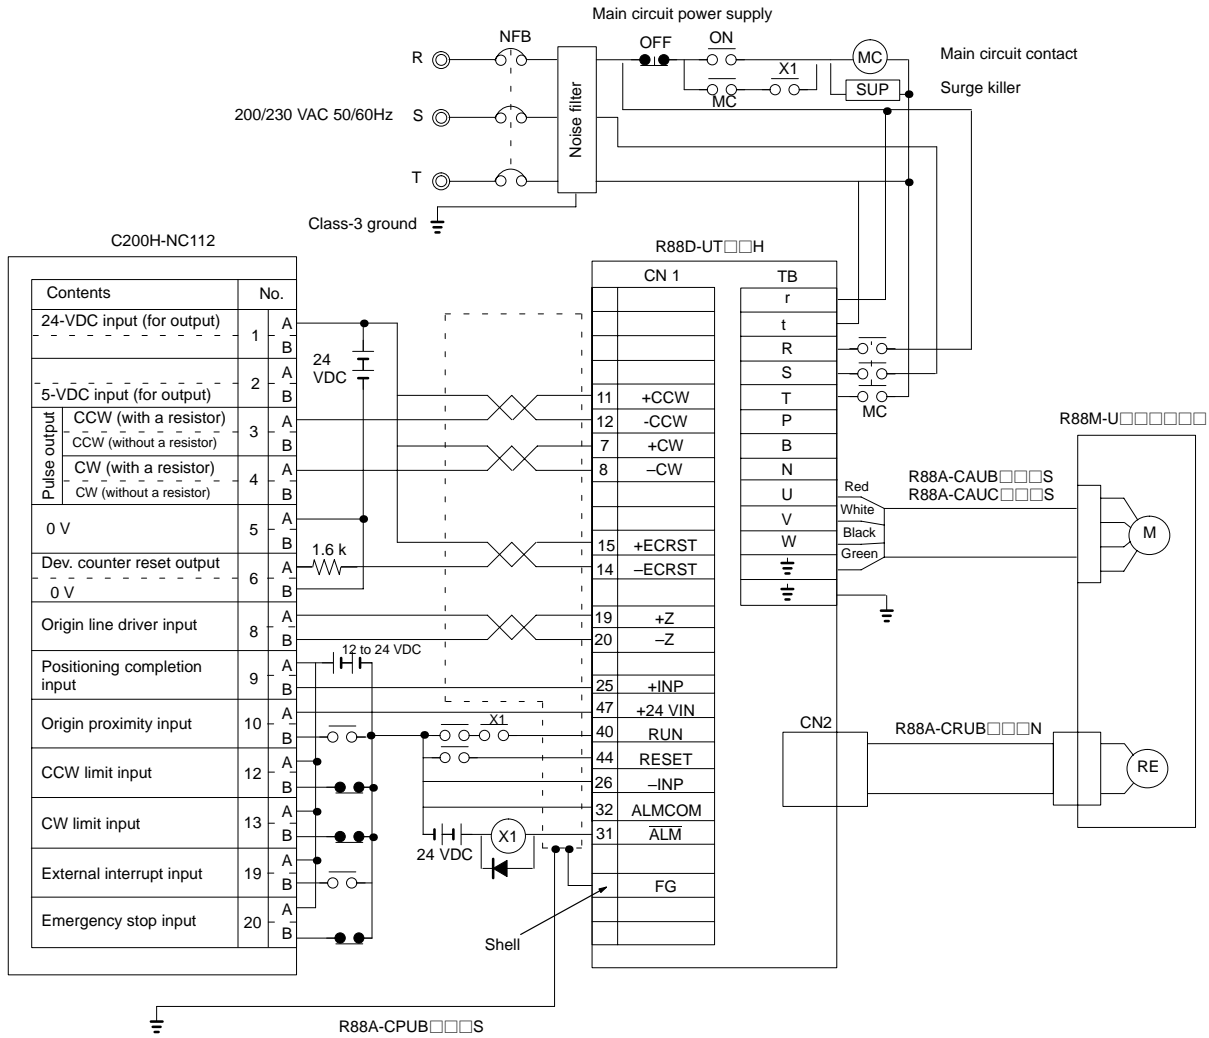 Main circuit power supply
NFB
OFF
ON
R
MC
Main circuit contact
X1
SUP
Surge killer
MC
Noise filter
200/230 VAC 50/60Hz
S
T
Class-3 ground
C200H-NC112
Contents
No.
24-VDC input (for output)
1
A
B
5-VDC input (for output)
2
A
B
Pulse output
CCW (with a resistor)
CCW (without a resistor)
3
A
B
CW (with a resistor)
CW (without a resistor)
4
A
B
0 V
5
A
B
Dev. counter reset output
0 V
6
A
B
Origin line driver input
8
A
B
Positioning completion
input
9
A
B
Origin proximity input
10
A
B
CCW limit input
12
A
B
CW limit input
13
A
B
External interrupt input
19
A
B
Emergency stop input
20
A
B
24
VDC
1.6 k
12 to 24 VDC
X1
24 VDC
X1
R88D-UT□□H
CN 1
11 +CCW
12 -CCW
7 +CW
8 –CW
15 +ECRST
14 –ECRST
19 +Z
20 –Z
25 +INP
47 +24 VIN
40 RUN
44 RESET
26 –INP
32 ALMCOM
31 ALM
FG
Shell
TB
r
t
R
S
T
P
B
N
U
V
W
MC
CN2
Red
White
Black
Green
R88A-CAUB□□□S
R88A-CAUC□□□S
R88M-U□□□□□□
M
R88A-CRUB□□□N
RE
R88A-CPUB□□□S